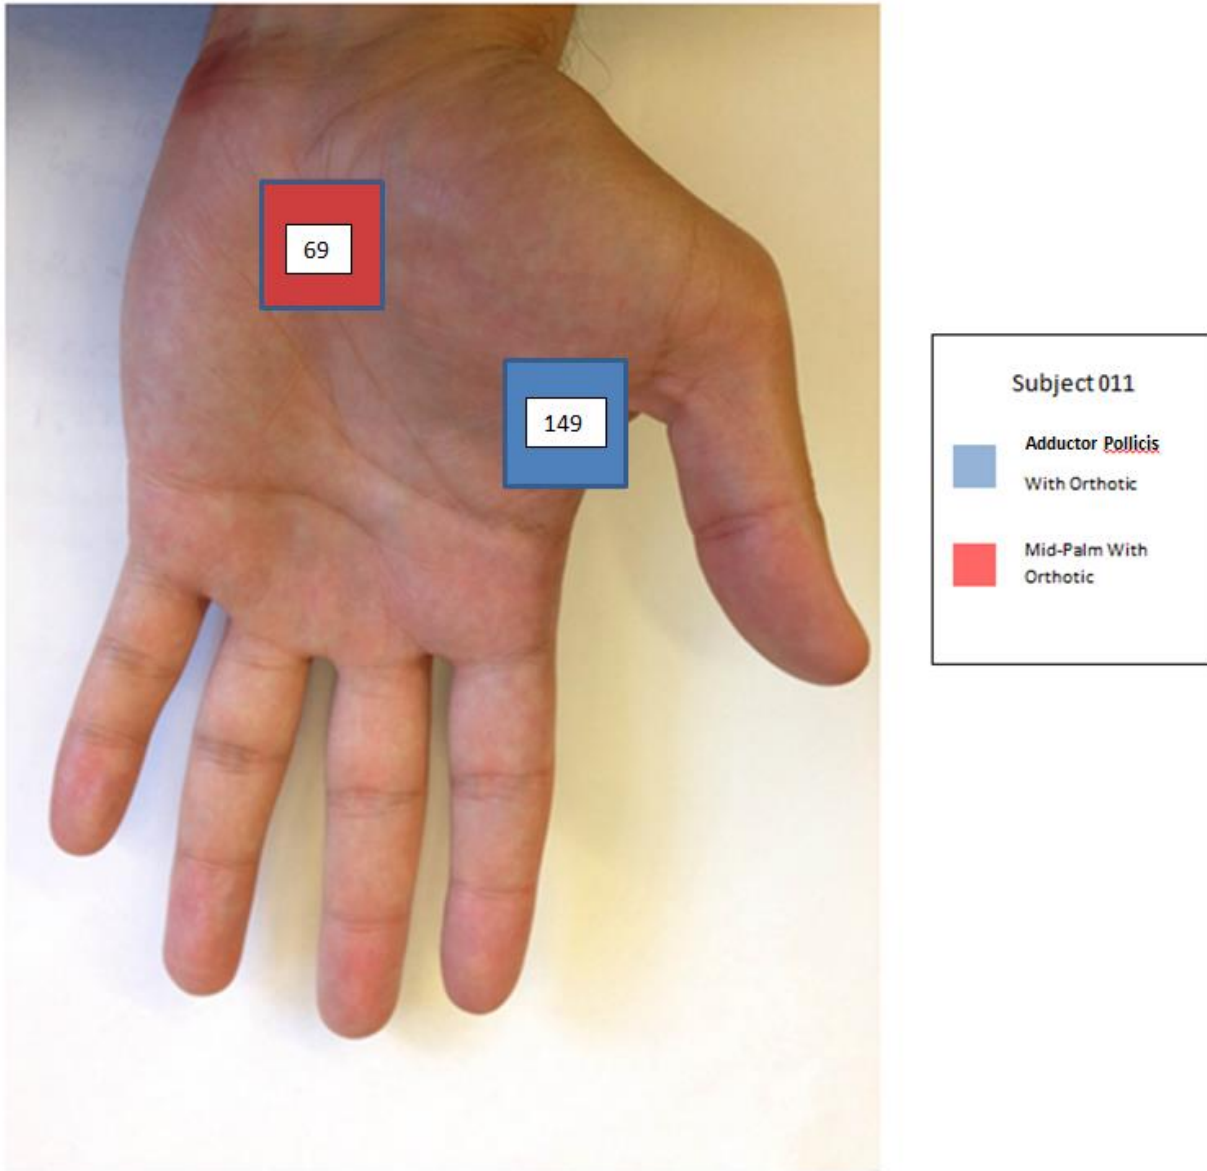 69
149
Subject 011
Adductor Pollicis
With Orthotic
Mid-Palm With
Orthotic